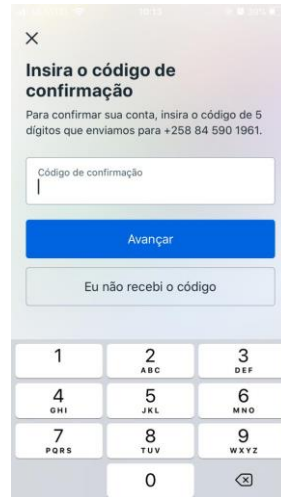 10:13
Insira o código de
confirmação
Para confirmar sua conta, insira o código de 5
dígitos que enviamos para +258 84 590 1961.
Código de confirmação
Avançar
Eu não recebi o código
1
2
ABC
3
DEF
4
GHI
5
JKL
6
MNO
7
PQRS
8
TUV
9
WXYZ
0